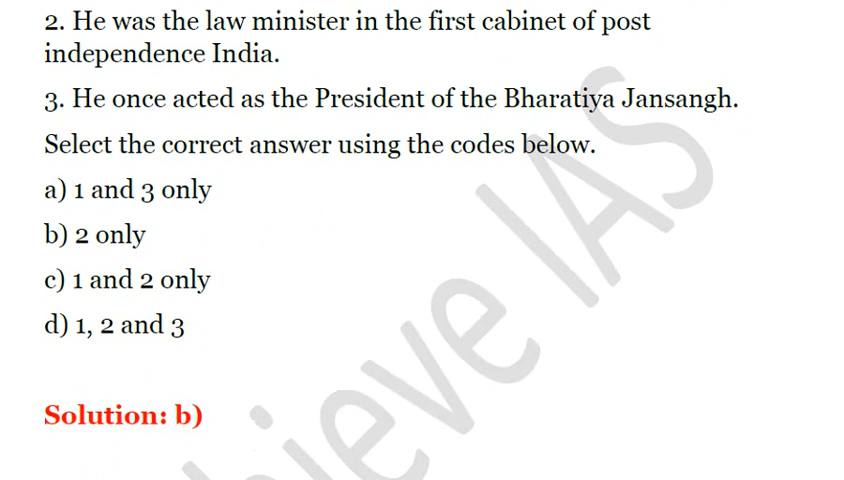 2. He was the law minister in the first cabinet of post
independence India.
3. He once acted as the President of the Bharatiya Jansangh.
Select the correct answer using the codes below.
a) 1 and 3 only
b) 2 only
c) 1 and 2 only
d) 1, 2 and 3
Solution: b)
hieve IAS